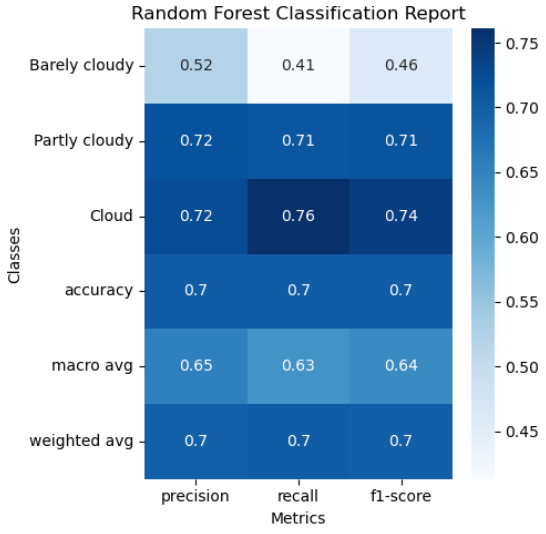 Random Forest Classification Report
Classes
Barely cloudy 0.52 0.41 0.46
Partly cloudy 0.72 0.71 0.71
Cloud 0.72 0.76 0.74
accuracy 0.7 0.7 0.7
macro avg 0.65 0.63 0.64
weighted avg 0.7 0.7 0.7
precision recall f1-score
Metrics
0.75
0.70
0.65
0.60
0.55
0.50
0.45